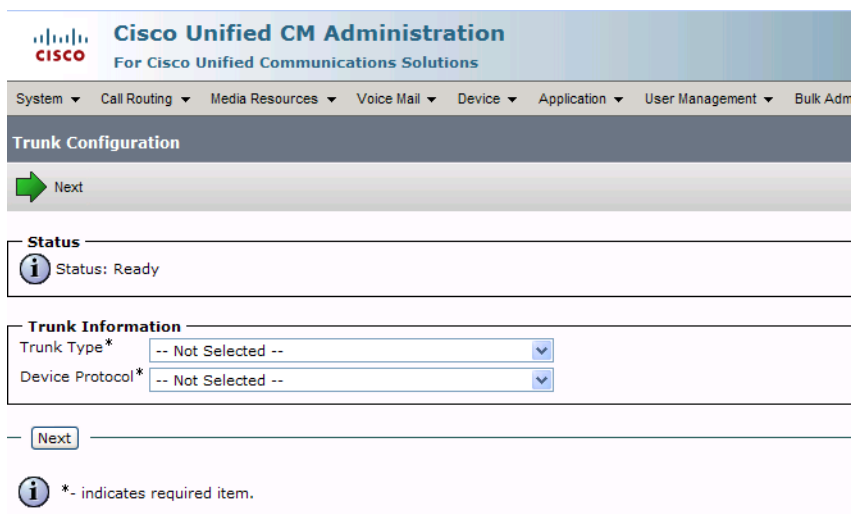 CISCO
Cisco Unified CM Administration
For Cisco Unified Communications Solutions
System Call Routing Media Resources Voice Mail Device Application User Management Bulk Adm
Trunk Configuration
Next
Status
Status: Ready
Trunk Information
Trunk Type* -- Not Selected --
Device Protocol* -- Not Selected --
Next
*- indicates required item.